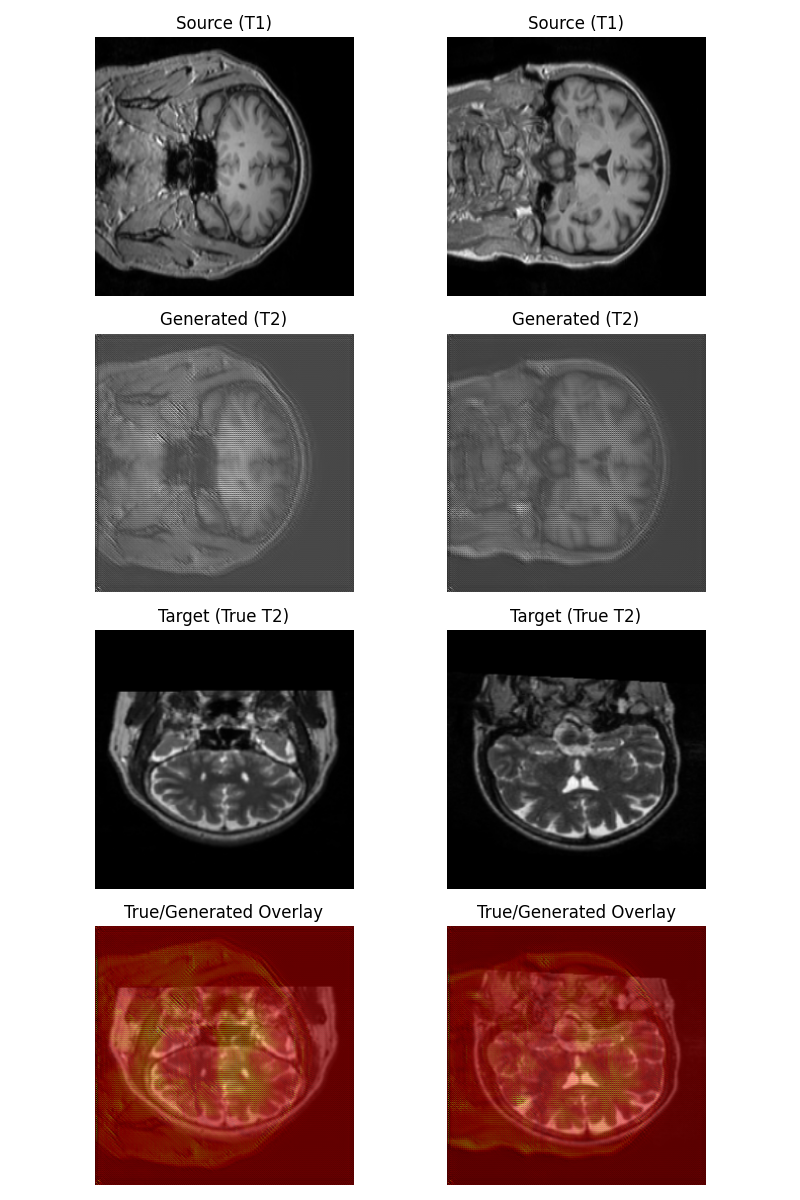 Source (T1)
Source (T1)
Generated (T2)
Generated (T2)
Target (True T2)
Target (True T2)
True/Generated Overlay
True/Generated Overlay